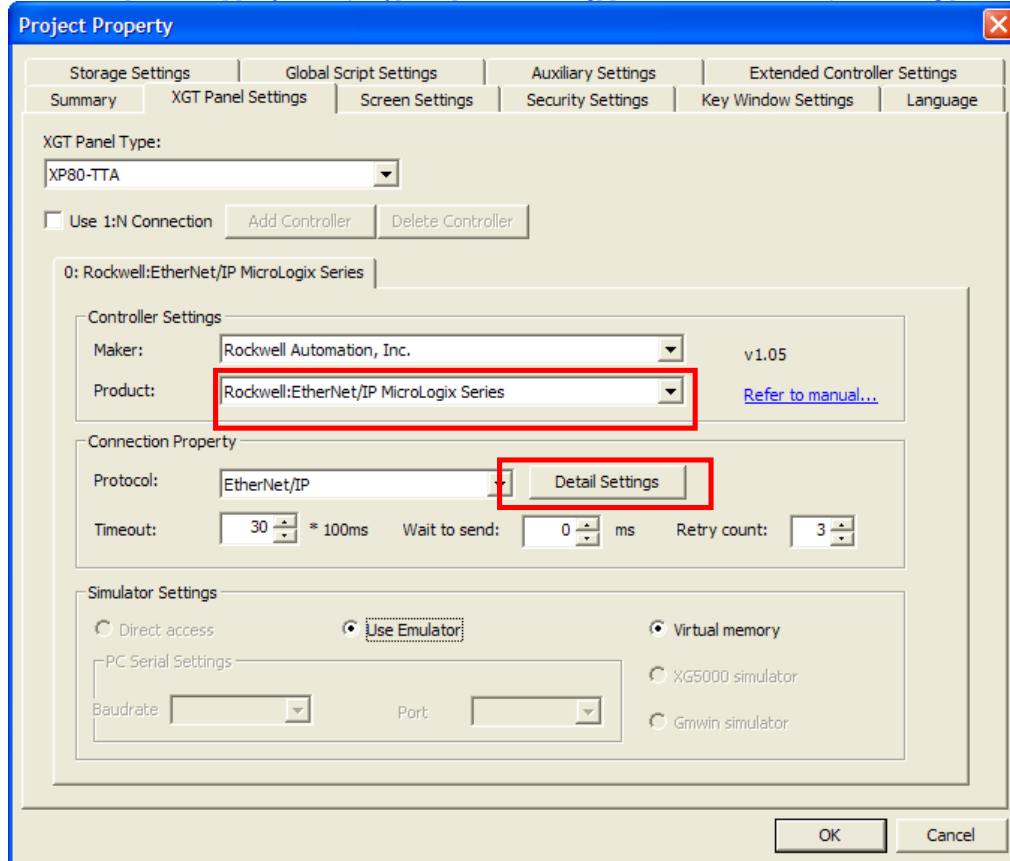 Project Property
Storage Settings Global Script Settings Auxiliary Settings Extended Controller Settings
Summary XGT Panel Settings Screen Settings Security Settings Key Window Settings Language
XGT Panel Type:
XP80-TTA
Use 1:N Connection Add Controller Delete Controller
0: Rockwell:EtherNet/IP MicroLogix Series
Controller Settings
Maker: Rockwell Automation, Inc. v1.05
Product: Rockwell:EtherNet/IP MicroLogix Series Refer to manual...
Connection Property
Protocol: EtherNet/IP Detail Settings
Timeout: 30 * 100ms Wait to send: 0 ms Retry count: 3
Simulator Settings
Direct access Use Emulator Virtual memory
PC Serial Settings
XG5000 simulator
Baudrate Port
Gmwin simulator
OK Cancel